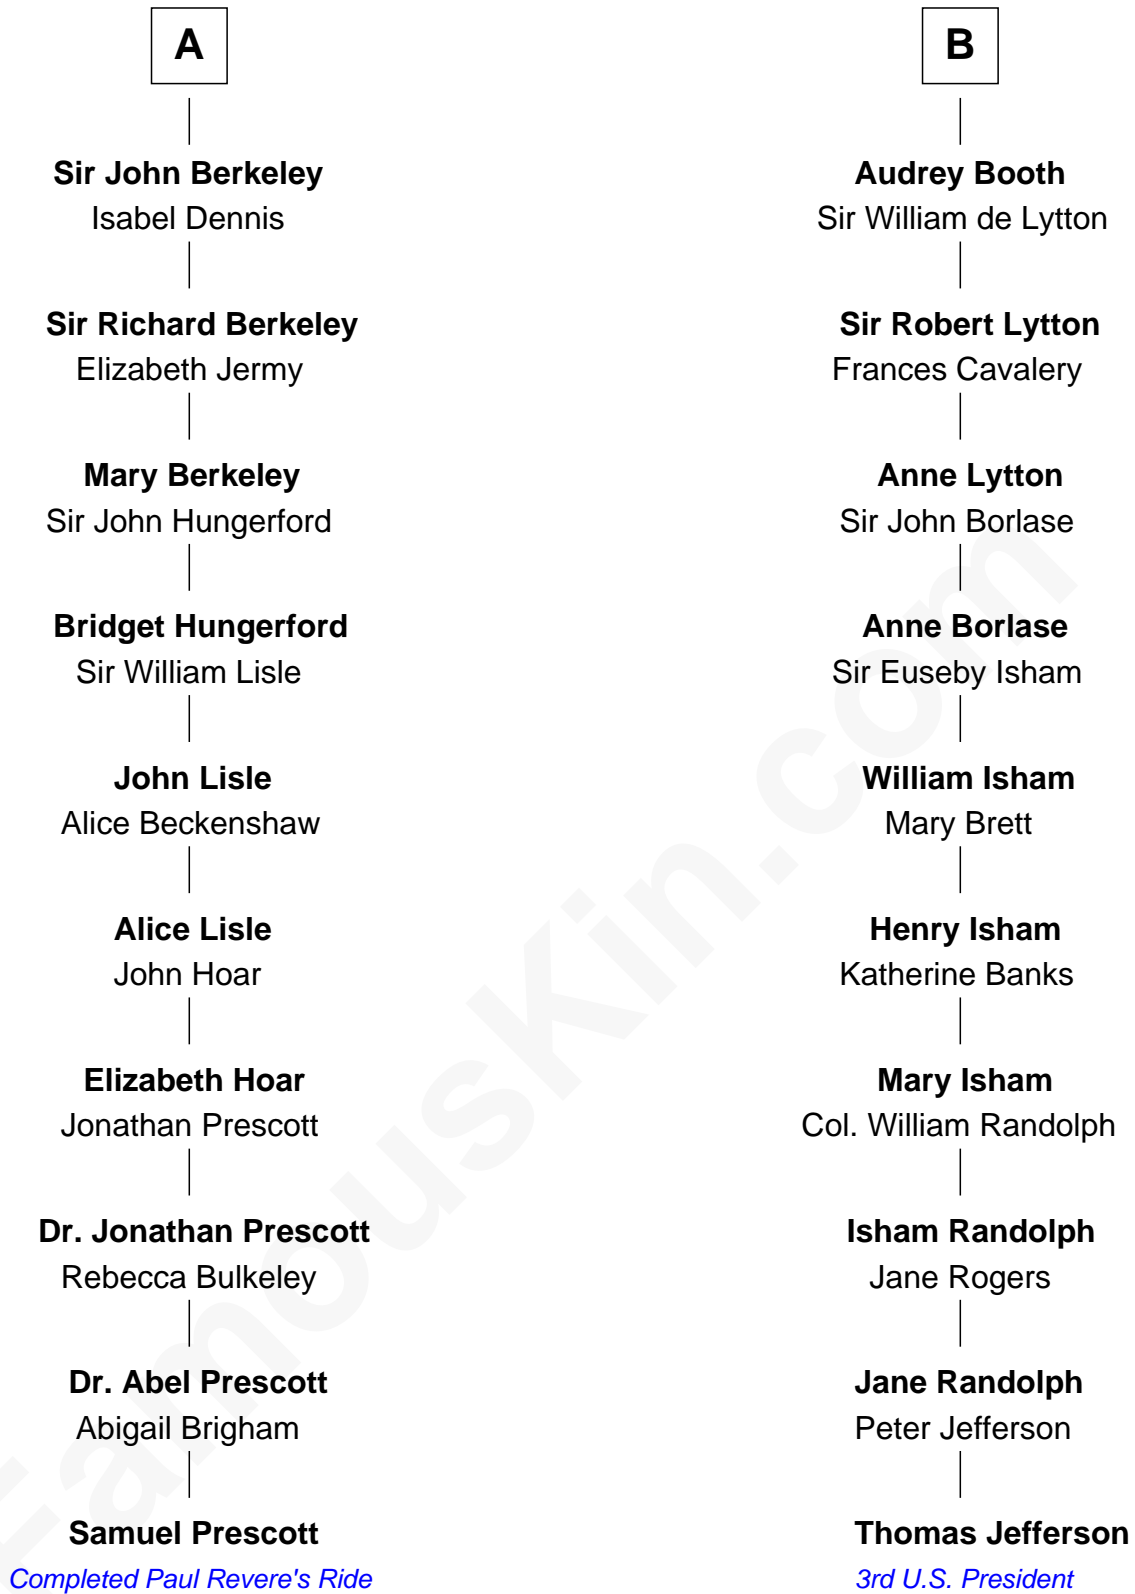 A
Sir John Berkeley
Isabel Dennis
Sir Richard Berkeley
Elizabeth Jermy
Mary Berkeley
Sir John Hungerford
Bridget Hungerford
Sir William Lisle
John Lisle
Alice Beckenshaw
Alice Lisle
John Hoar
Elizabeth Hoar
Jonathan Prescott
Dr. Jonathan Prescott
Rebecca Bulkeley
Dr. Abel Prescott
Abigail Brigham
Samuel Prescott
Completed Paul Revere's Ride
B
Audrey Booth
Sir William de Lytton
Sir Robert Lytton
Frances Cavalery
Anne Lytton
Sir John Borlase
Anne Borlase
Sir Euseby Isham
William Isham
Mary Brett
Henry Isham
Katherine Banks
Mary Isham
Col. William Randolph
Isham Randolph
Jane Rogers
Jane Randolph
Peter Jefferson
Thomas Jefferson
3rd U.S. President
FamousKin.com